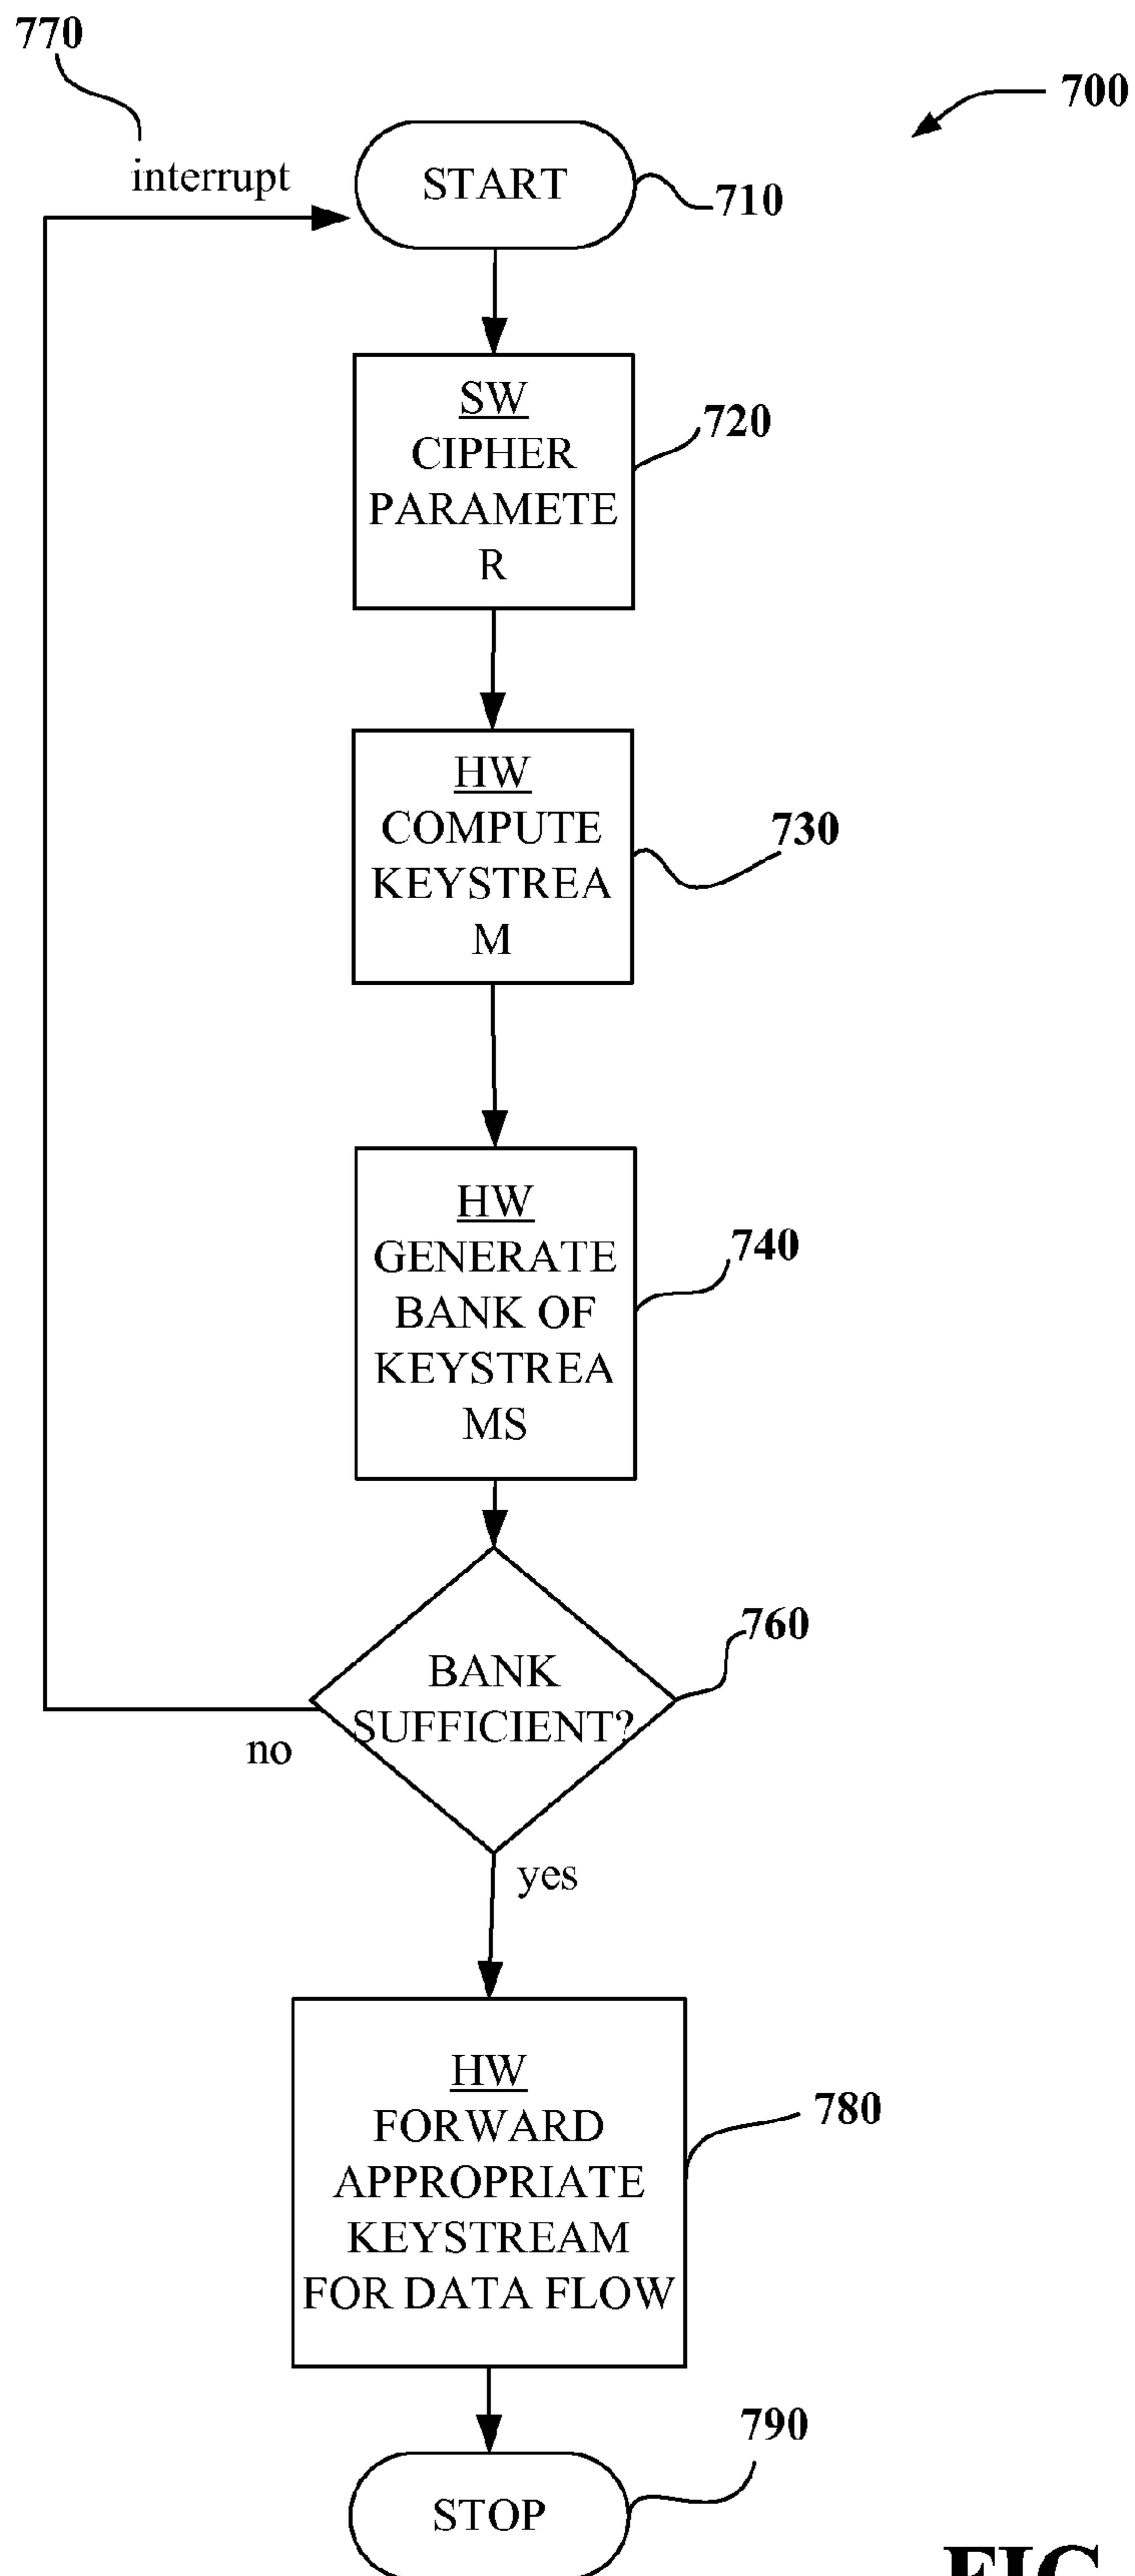 770
700
interrupt
START
710
SW
CIPHER
PARAMETE
R
720
HW
COMPUTE
KEYSTREA
M
730
HW
GENERATE
BANK OF
KEYSTREA
MS
740
BANK
SUFFICIENT?
760
no
yes
HW
FORWARD
APPROPRIATE
KEYSTREAM
FOR DATA FLOW
780
790
STOP
FIG